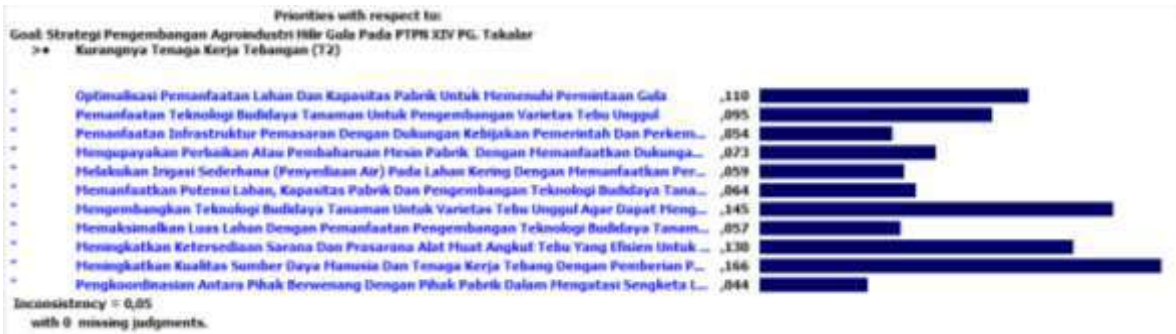 Priorities with respect to:
Goal: Strategi Pengembangan Agroindustri Hilir Gula Pada PTPN XIV PG. Takalar
>• Kurangnya Tenaga Kerja Tebangan (T2)
Optimalisasi Pemanfaatan Lahan Dan Kapasitas Pabrik Untuk Memenuhi Permintaan Gula ,110
Pemanfaatan Teknologi Budidaya Tanaman Untuk Pengembangan Varietas Tebu Unggul ,095
Pemanfaatan Infrastruktur Pemasaran Dengan Dukungan Kebijakan Pemerintah Dan Perkem... ,054
Mengupayakan Perbaikan Atau Pembaharuan Mesin Pabrik Dengan Memanfaatkan Dukunga... ,073
Melakukan Irigasi Sederhana (Penyediaan Air) Pada Lahan Kering Dengan Memanfaatkan Per... ,059
Memanfaatkan Potensi Lahan, Kapasitas Pabrik Dan Pengembangan Teknologi Budidaya Tana... ,064
Mengembangkan Teknologi Budidaya Tanaman Untuk Varietas Tebu Unggul Agar Dapat Meng... ,145
Memaksimalkan Luas Lahan Dengan Pemanfaatan Pengembangan Teknologi Budidaya Tanam... ,057
Meningkatkan Ketersediaan Sarana Dan Prasarana Alat Muat Angkut Tebu Yang Efisien Untuk ... ,130
Meningkatkan Kualitas Sumber Daya Manusia Dan Tenaga Kerja Tebang Dengan Pemberian P... ,166
Pengkoordinasian Antara Pihak Berwenang Dengan Pihak Pabrik Dalam Mengatasi Sengketa L... ,044
Inconsistency = 0,05
with 0 missing judgments.